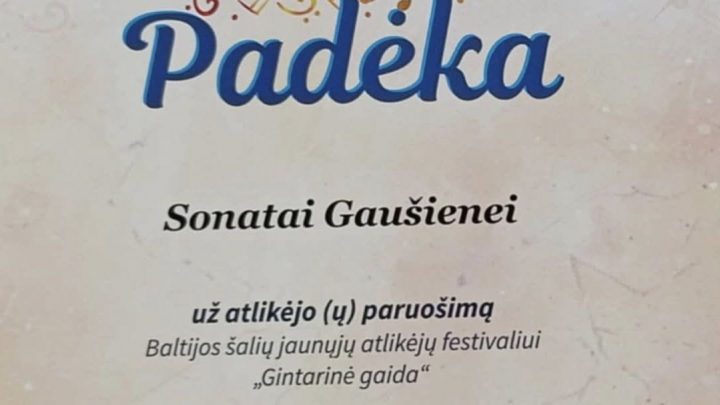 Padėka
Sonatai Gaušienei
už atlikėjo (ų) paruošimą
Baltijos šalių jaunųjų atlikėjų festivaliui
„Gintarinė gaida“